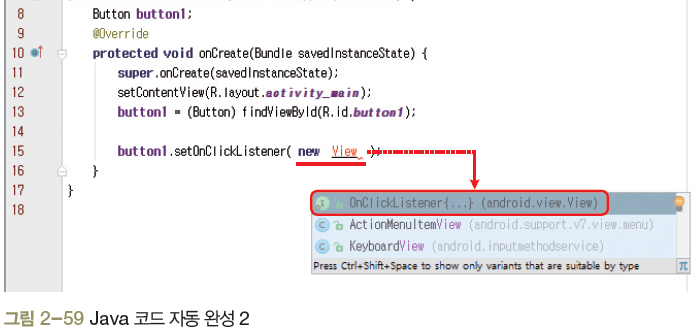 8 Button button1;
9 @Override
10 protected void onCreate(Bundle savedInstanceState) {
11 super.onCreate(savedInstanceState);
12 setContentView(R.layout.activity_main);
13 button1 = (Button) findViewById(R.id.button1);
14
15 button1.setOnClickListener( new View );
16 }
17 }
18
OnClickListener{...} (android.view.View)
ActionMenuItemView (android.support.v7.view.menu)
KeyboardView (android.inputmethodservice)
Press Ctrl+Shift+Space to show only variants that are suitable by type π
그림 2-59 Java 코드 자동 완성 2